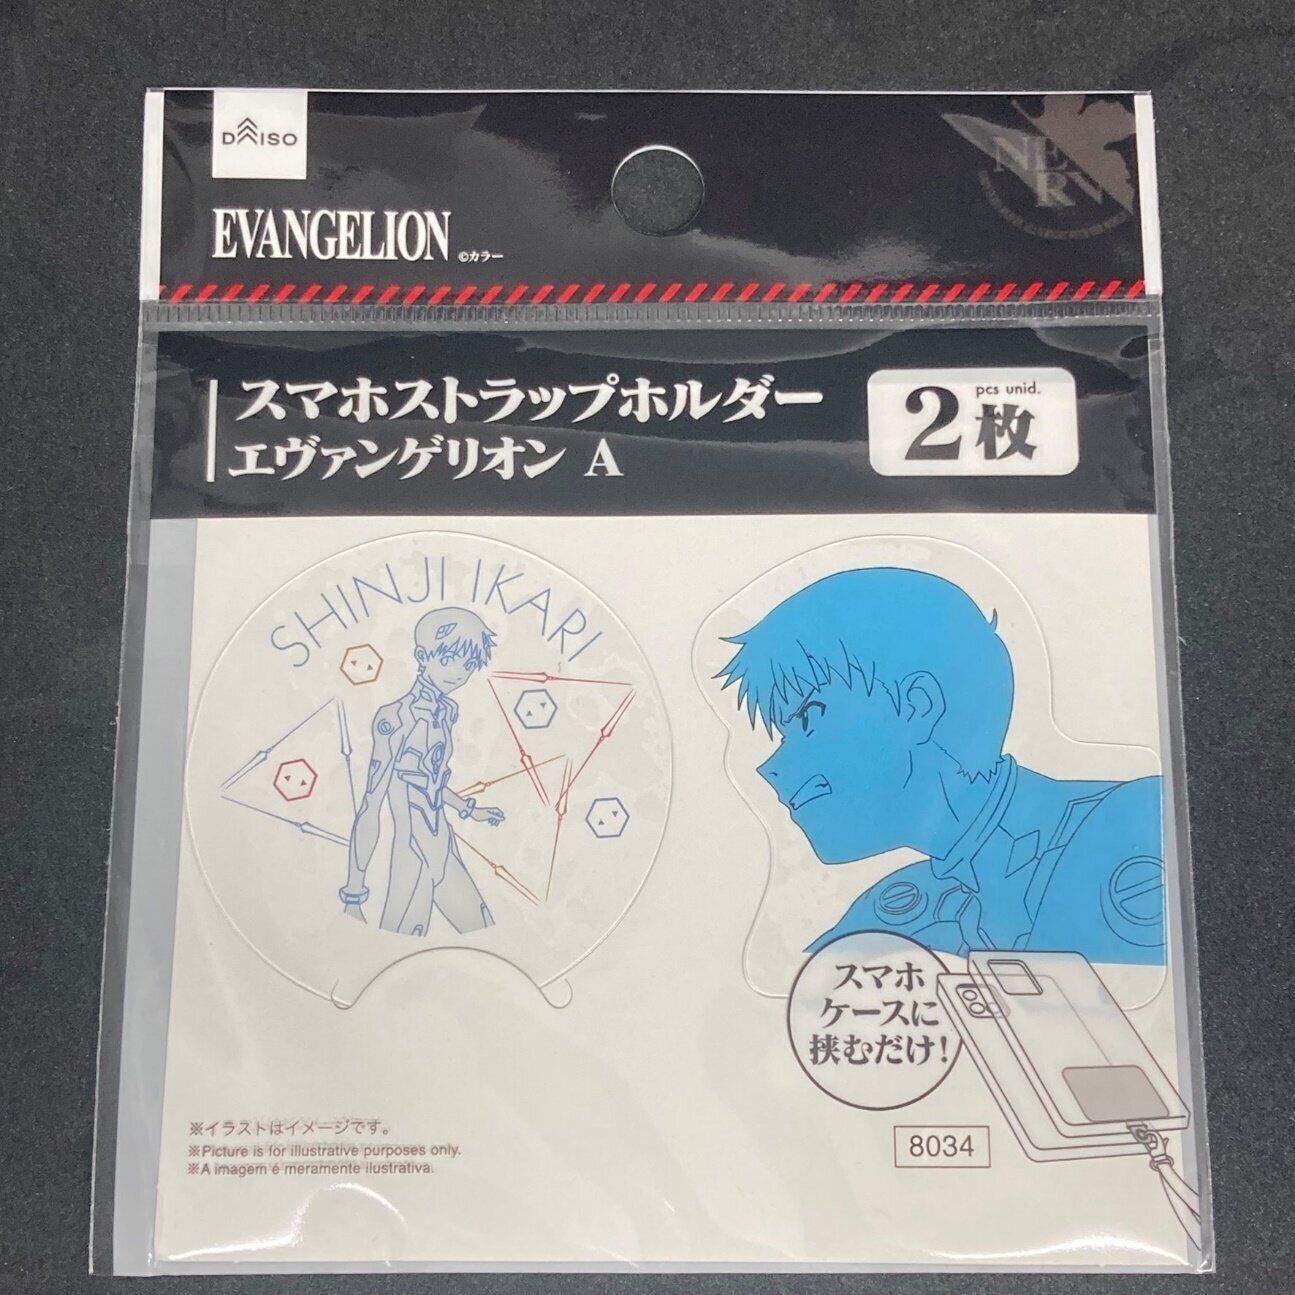 DAISO
EVANGELION ©カラー
NERV
スマホストラップホルダー
エヴァンゲリオン A
2枚
pcs unid.
SHINJI IKARI
スマホ
ケースに
挟むだけ!
※イラストはイメージです。
※Picture is for illustrative purposes only.
※A imagem é meramente ilustrativa.
8034